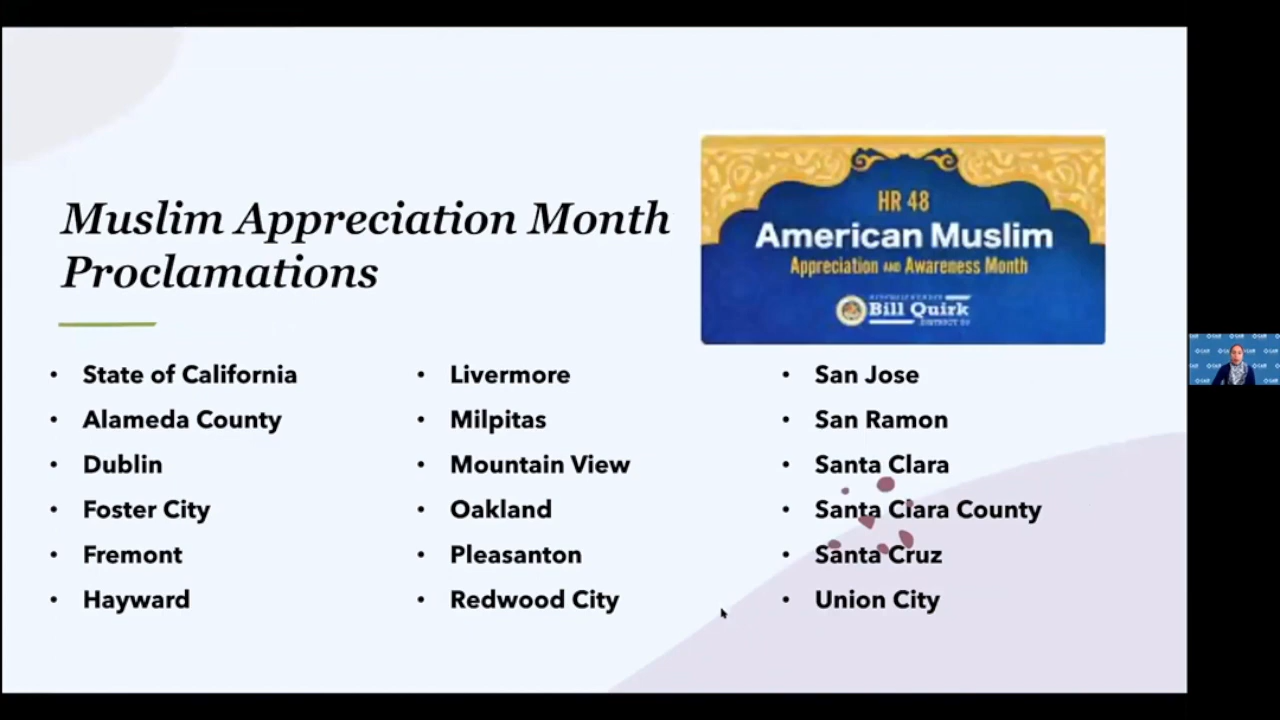 Muslim Appreciation Month
Proclamations
HR 48
American Muslim
Appreciation AND Awareness Month
Bill Quirk
• State of California
• Alameda County
• Dublin
• Foster City
• Fremont
• Hayward
• Livermore
• Milpitas
• Mountain View
• Oakland
• Pleasanton
• Redwood City
• San Jose
• San Ramon
• Santa Clara
• Santa Clara County
• Santa Cruz
• Union City